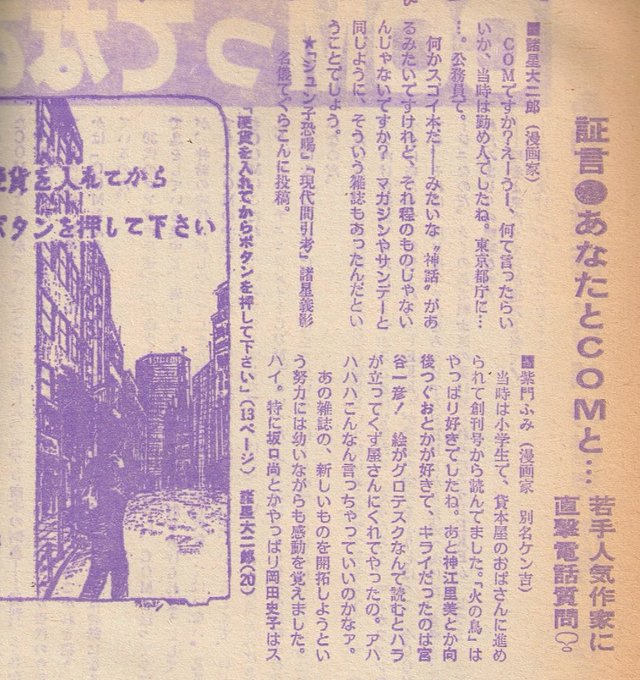 証言●あなたとCOMと…
若手人気作家に
直撃電話質問⁉
■諸星大二郎(漫画家)
COMですか?えーうー、何て言ったらい
いか、当時は勤め人でしたね。東京都庁に…
…。公務員で。
何かスゴイ本だ――みたいな〝神話〟があ
るみたいですけれど、それ程のものじゃない
んじゃないですか? マガジンやサンデーと
同じように、そういう雑誌もあったんだとい
うことでしょう。
★「ジュン子恐喝」「現代間引考」諸星義影
名儀でぐらこんに投稿。
■紫門ふみ(漫画家 別名ケン吉)
当時は小学生で、貸本屋のおばさんに進め
られて創刊号から読んでました。「火の鳥」は
やっぱり好きでしたね。あと神江里美とか向
後つぐおとかが好きで、キライだったのは宮
谷一彦! 絵がグロテスクなんで読むとハラ
が立ってくず屋さんにくれてやったの。アハ
ハハハこんなん言っちゃっていいのかなァ。
あの雑誌の、新しいものを開拓しようとい
う努力には幼いながらも感動を覚えました。
ハイ。特に坂口尚とかやっぱり岡田史子はス
「硬貨を入れてからボタンを押して下さい」(13ページ) 諸星大二郎(20)
硬貨を入れてから
ボタンを押して下さい